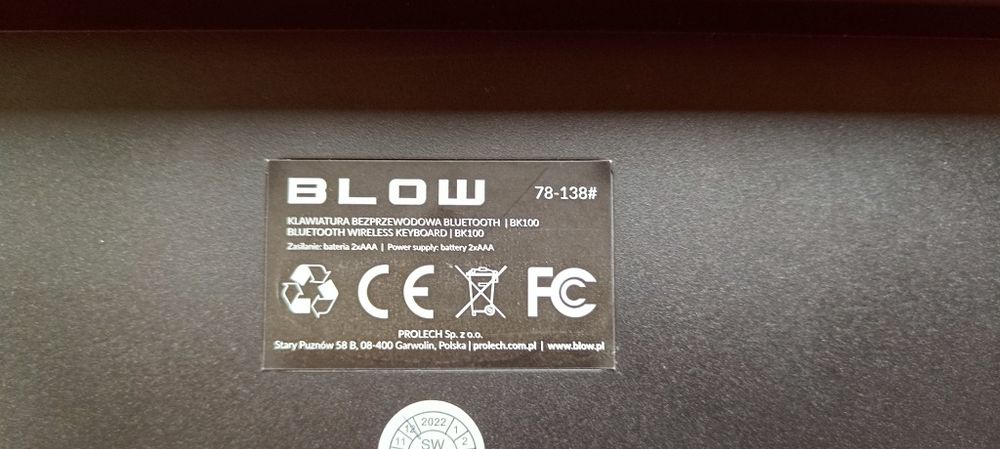 BLOW 78-138#
KLAWIATURA BEZPRZEWODOWA BLUETOOTH | BK100
BLUETOOTH WIRELESS KEYBOARD | BK100
Zasilanie: bateria 2xAAA | Power supply: battery 2xAAA
CE FC
PROLECH Sp. z o.o.
Stary Puznów 58 B, 08-400 Garwolin, Polska | prolech.com.pl | www.blow.pl
11 12 2022 1 2
SW